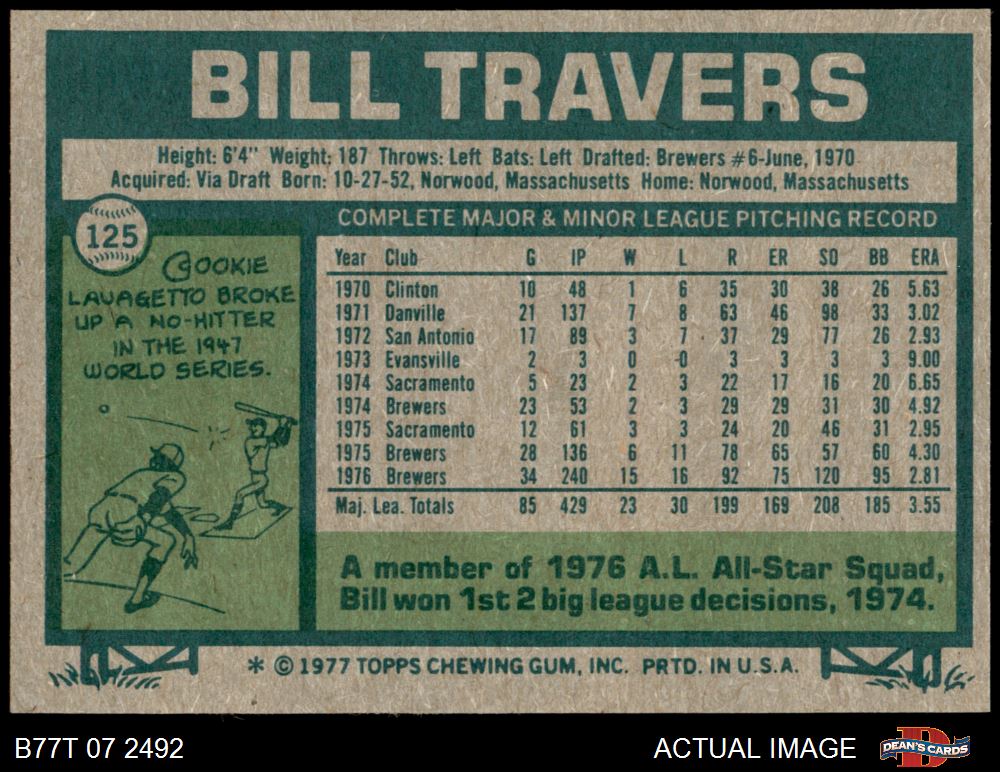 BILL TRAVERS
Height: 6'4" Weight: 187 Throws: Left Bats: Left Drafted: Brewers #6-June, 1970
Acquired: Via Draft Born: 10-27-52, Norwood, Massachusetts Home: Norwood, Massachusetts
125
COOKIE
LAVAGETTO BROKE
UP A NO-HITTER
IN THE 1947
WORLD SERIES.
COMPLETE MAJOR & MINOR LEAGUE PITCHING RECORD
Year Club G IP W L R ER SO BB ERA
1970 Clinton 10 48 1 6 35 30 38 26 5.63
1971 Danville 21 137 7 8 63 46 98 33 3.02
1972 San Antonio 17 89 3 7 37 29 77 26 2.93
1973 Evansville 2 3 0 0 3 3 3 3 9.00
1974 Sacramento 5 23 2 3 22 17 16 20 6.65
1974 Brewers 23 53 2 3 29 29 31 30 4.92
1975 Sacramento 12 61 3 3 24 20 46 31 2.95
1975 Brewers 28 136 6 11 78 65 57 60 4.30
1976 Brewers 34 240 15 16 92 75 120 95 2.81
Maj. Lea. Totals 85 429 23 30 199 169 208 185 3.55
A member of 1976 A.L. All-Star Squad,
Bill won 1st 2 big league decisions, 1974.
* © 1977 TOPPS CHEWING GUM, INC. PRTD. IN U.S.A.
B77T 07 2492
ACTUAL IMAGE
D
DEAN'S CARDS